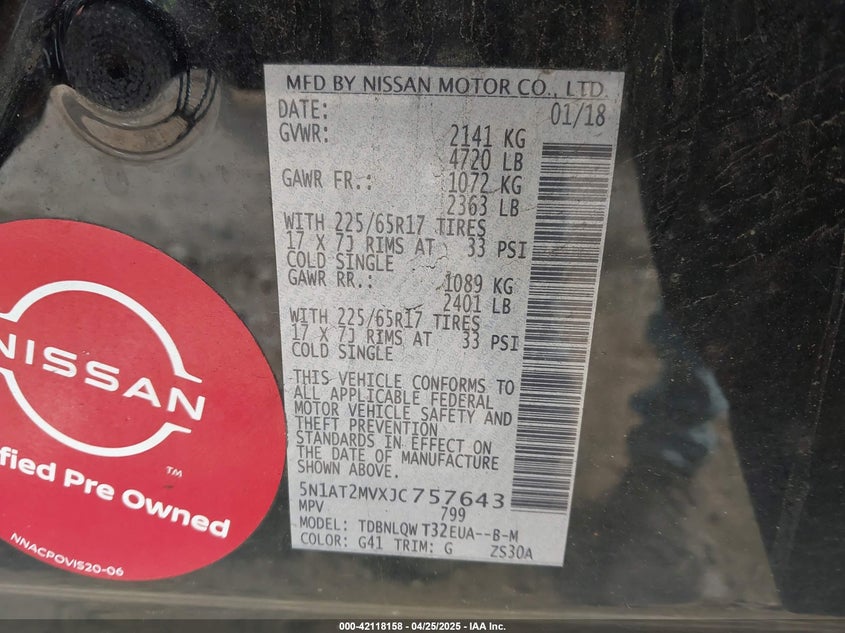 MFD BY NISSAN MOTOR CO., LTD.
DATE: 01/18
GVWR: 2141 KG
4720 LB
GAWR FR.: 1072 KG
2363 LB
WITH 225/65R17 TIRES
17 X 7J RIMS AT 33 PSI
COLD SINGLE
GAWR RR.: 1089 KG
2401 LB
WITH 225/65R17 TIRES
17 X 7J RIMS AT 33 PSI
COLD SINGLE
THIS VEHICLE CONFORMS TO
ALL APPLICABLE FEDERAL
MOTOR VEHICLE SAFETY AND
THEFT PREVENTION
STANDARDS IN EFFECT ON
THE DATE OF MANUFACTURE
SHOWN ABOVE.
5N1AT2MVXJC757643
MPV 799
MODEL: TDBNLQW T32EUA--B-M
COLOR: G41 TRIM: G ZS30A
NISSAN
TM
fied Pre Owned
NNACPOVIS20-06
000-42118158 - 04/25/2025 - IAA Inc.